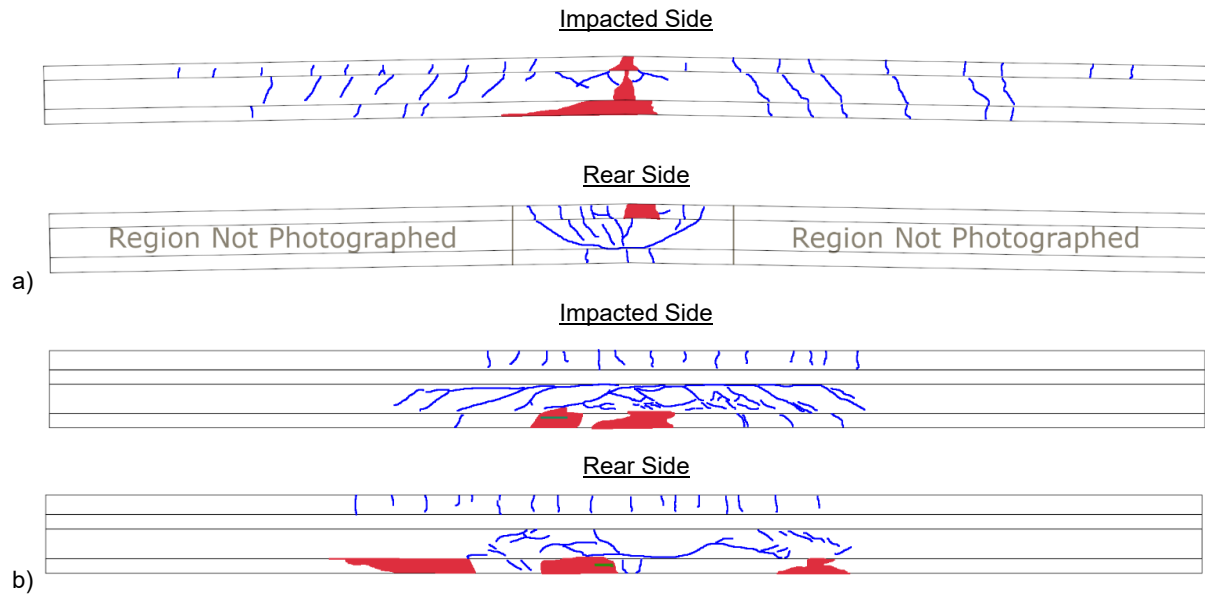 Impacted Side
Rear Side
Region Not Photographed
Region Not Photographed
a)
Impacted Side
Rear Side
b)